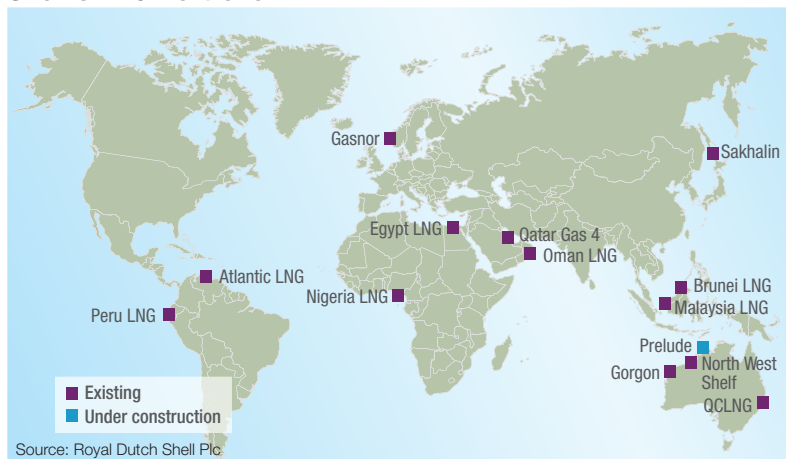 Gasnor
Sakhalin
Egypt LNG
Qatar Gas 4
Oman LNG
Atlantic LNG
Nigeria LNG
Brunei LNG
Malaysia LNG
Peru LNG
Prelude
North West
Shelf
Gorgon
QCLNG
Existing
Under construction
Source: Royal Dutch Shell Plc